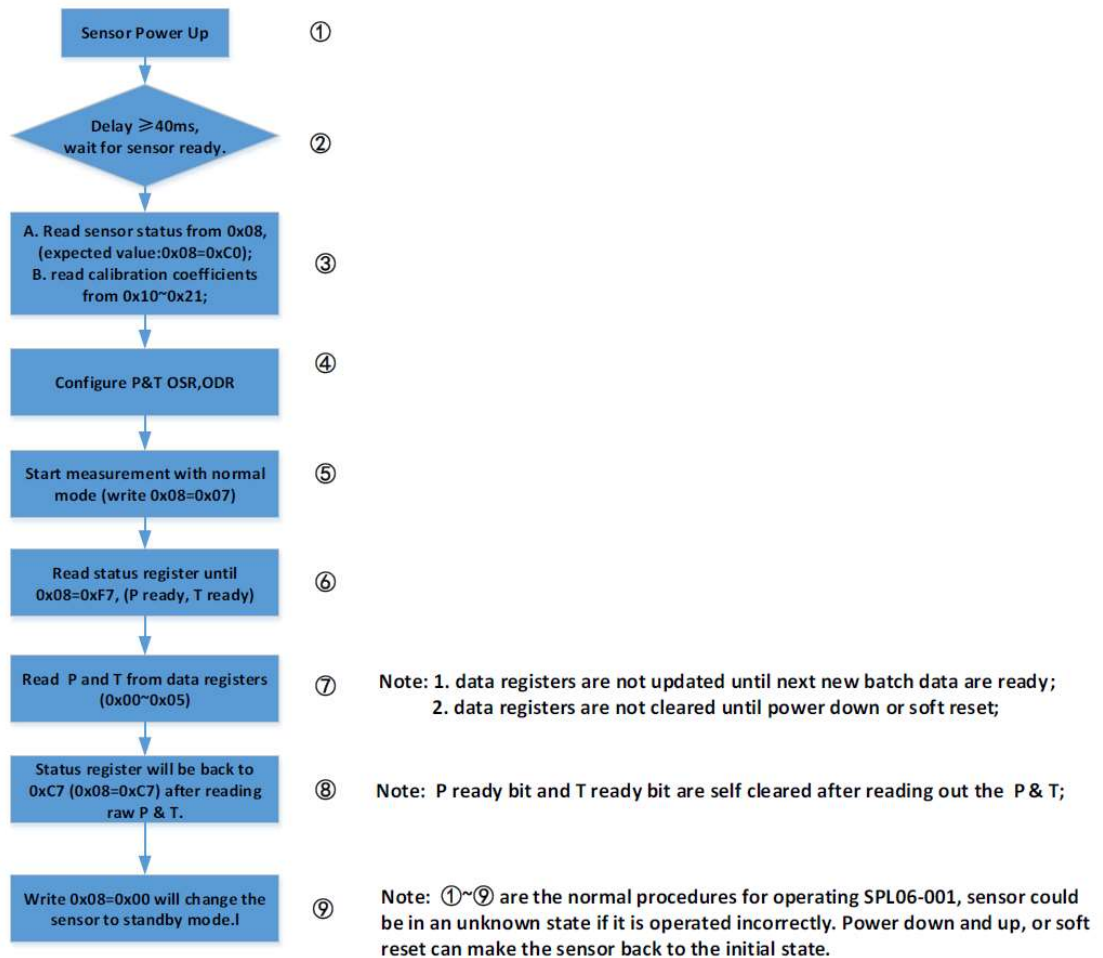 Sensor Power Up
①
Delay ≥40ms,
wait for sensor ready.
②
A. Read sensor status from 0x08,
(expected value:0x08=0xC0);
B. read calibration coefficients
from 0x10~0x21;
③
Configure P&T OSR,ODR
④
Start measurement with normal
mode (write 0x08=0x07)
⑤
Read status register until
0x08=0xF7, (P ready, T ready)
⑥
Read P and T from data registers
(0x00~0x05)
⑦
Note: 1. data registers are not updated until next new batch data are ready;
2. data registers are not cleared until power down or soft reset;
Status register will be back to
0xC7 (0x08=0xC7) after reading
raw P & T.
⑧
Note: P ready bit and T ready bit are self cleared after reading out the P & T;
Write 0x08=0x00 will change the
sensor to standby mode.l
⑨
Note: ①~⑨ are the normal procedures for operating SPL06-001, sensor could
be in an unknown state if it is operated incorrectly. Power down and up, or soft
reset can make the sensor back to the initial state.